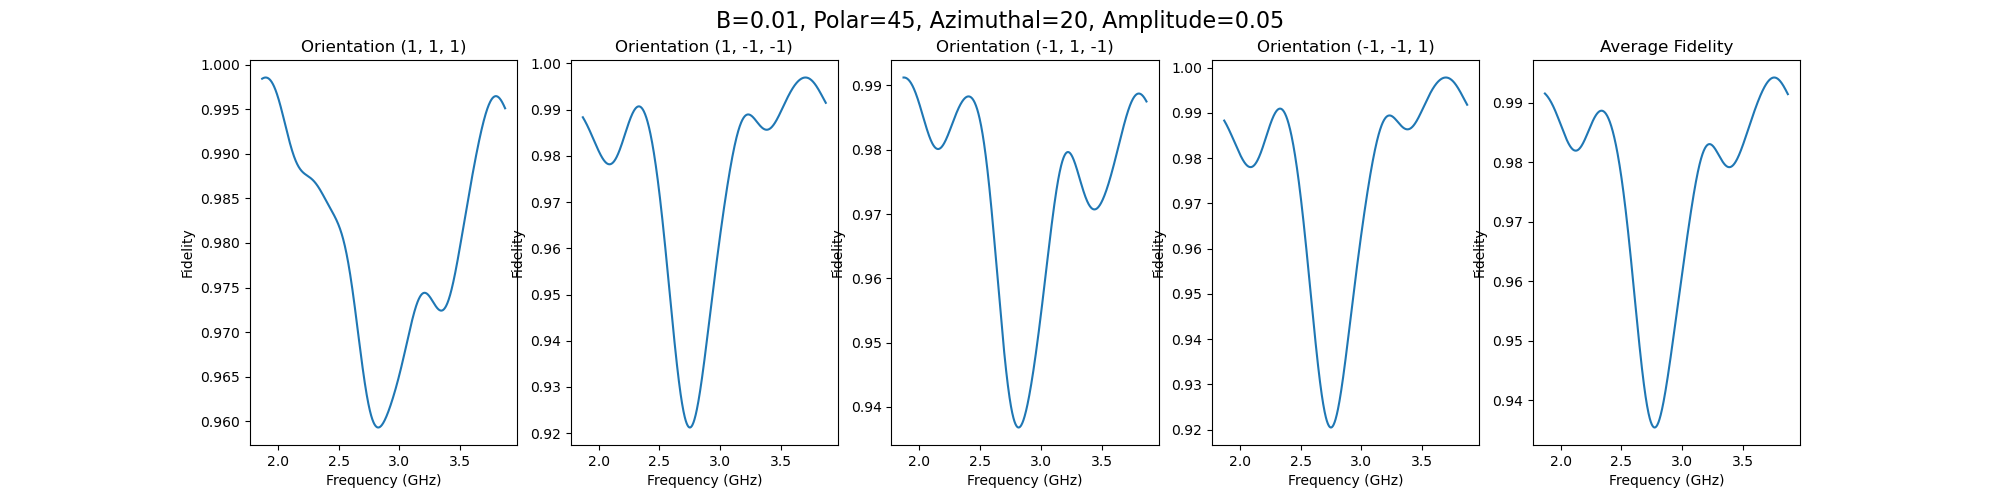 B=0.01, Polar=45, Azimuthal=20, Amplitude=0.05
Orientation (1, 1, 1)
1.000
0.995
0.990
0.985
0.980
0.975
0.970
0.965
0.960
Fidelity
2.0 2.5 3.0 3.5
Frequency (GHz)
Orientation (1, -1, -1)
1.00
0.99
0.98
0.97
0.96
0.95
0.94
0.93
0.92
Fidelity
2.0 2.5 3.0 3.5
Frequency (GHz)
Orientation (-1, 1, -1)
0.99
0.98
0.97
0.96
0.95
0.94
Fidelity
2.0 2.5 3.0 3.5
Frequency (GHz)
Orientation (-1, -1, 1)
1.00
0.99
0.98
0.97
0.96
0.95
0.94
0.93
0.92
Fidelity
2.0 2.5 3.0 3.5
Frequency (GHz)
Average Fidelity
0.99
0.98
0.97
0.96
0.95
0.94
Fidelity
2.0 2.5 3.0 3.5
Frequency (GHz)